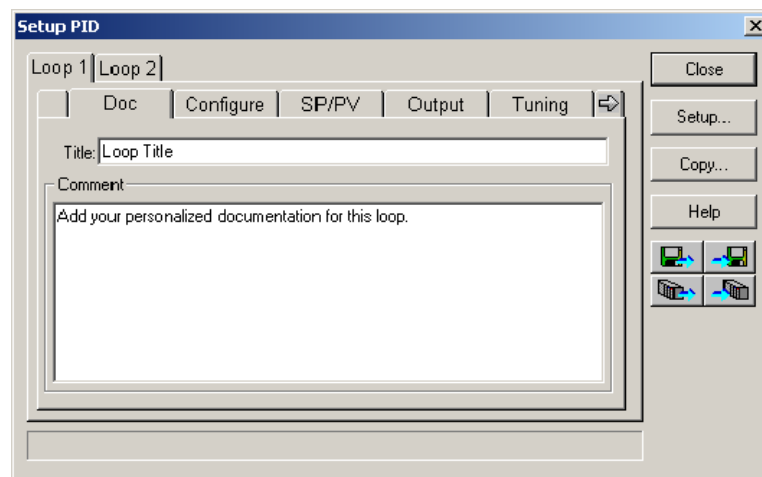 Setup PID
Loop 1 Loop 2
Doc Configure SP/PV Output Tuning
Title: Loop Title
Comment
Add your personalized documentation for this loop.
Close
Setup...
Copy...
Help